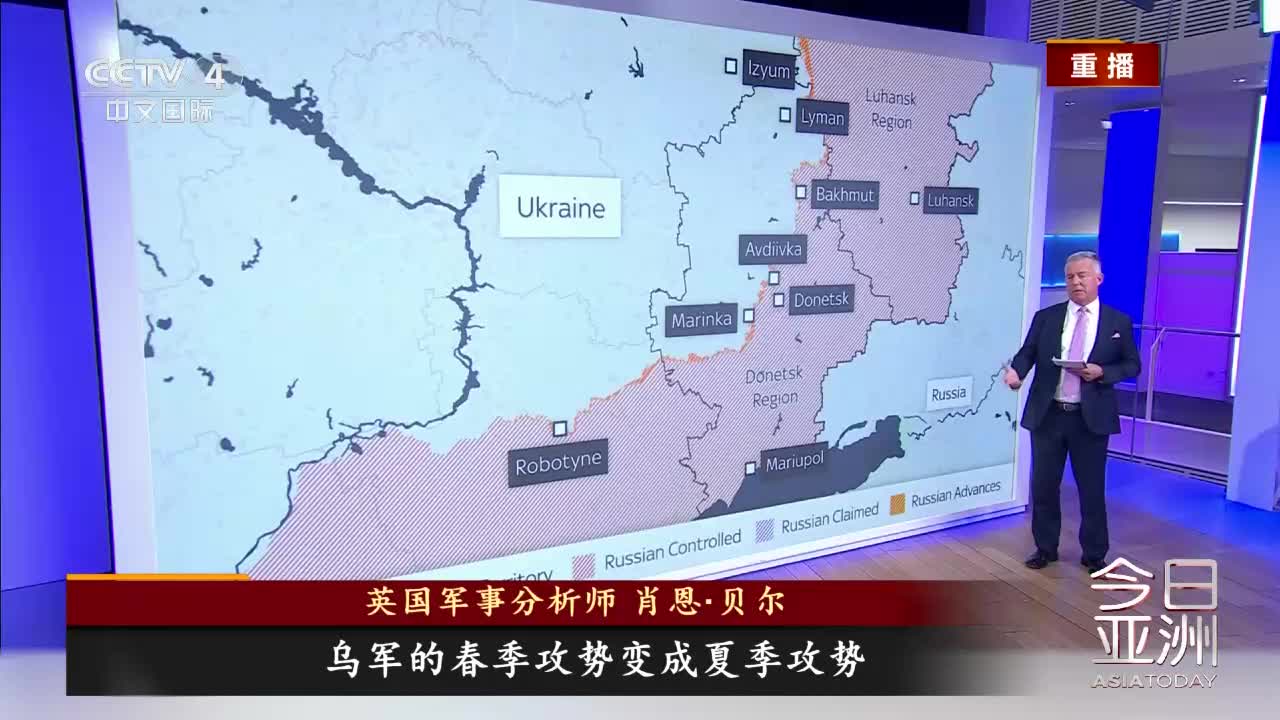 CCTV 4
中文国际
重播
Izyum
Lyman
Luhansk
Region
Bakhmut
Luhansk
Ukraine
Avdiivka
Donetsk
Marinka
Donetsk
Region
Russia
Robotyne
Mariupol
Russian Controlled
Russian Claimed
Russian Advances
英国军事分析师 肖恩·贝尔
乌军的春季攻势变成夏季攻势
今日
亚洲
ASIA TODAY